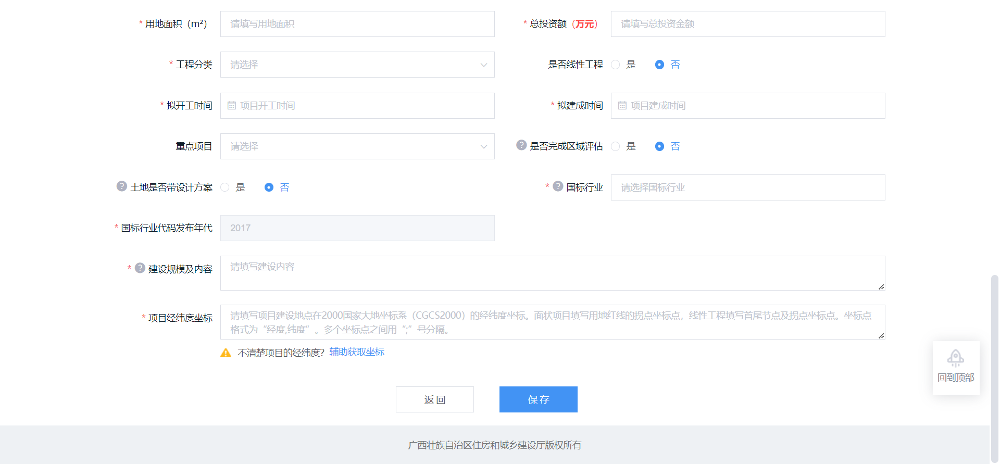 * 用地面积（m²） 请填写用地面积
* 总投资额（万元） 请填写总投资金额
* 工程分类 请选择
是否线性工程 是 否
* 拟开工时间 项目开工时间
* 拟建成时间 项目建成时间
重点项目 请选择
? 是否完成区域评估 是 否
? 土地是否带设计方案 是 否
* ? 国标行业 请选择国标行业
* 国标行业代码发布年代 2017
* ? 建设规模及内容 请填写建设内容
* 项目经纬度坐标 请填写项目建设地点在2000国家大地坐标系（CGCS2000）的经纬度坐标。面状项目填写用地红线的拐点坐标点，线性工程填写首尾节点及拐点坐标点。坐标点
格式为“经度,纬度”。多个坐标点之间用“;”号分隔。
不清楚项目的经纬度？辅助获取坐标
回到顶部
返回 保存
广西壮族自治区住房和城乡建设厅版权所有